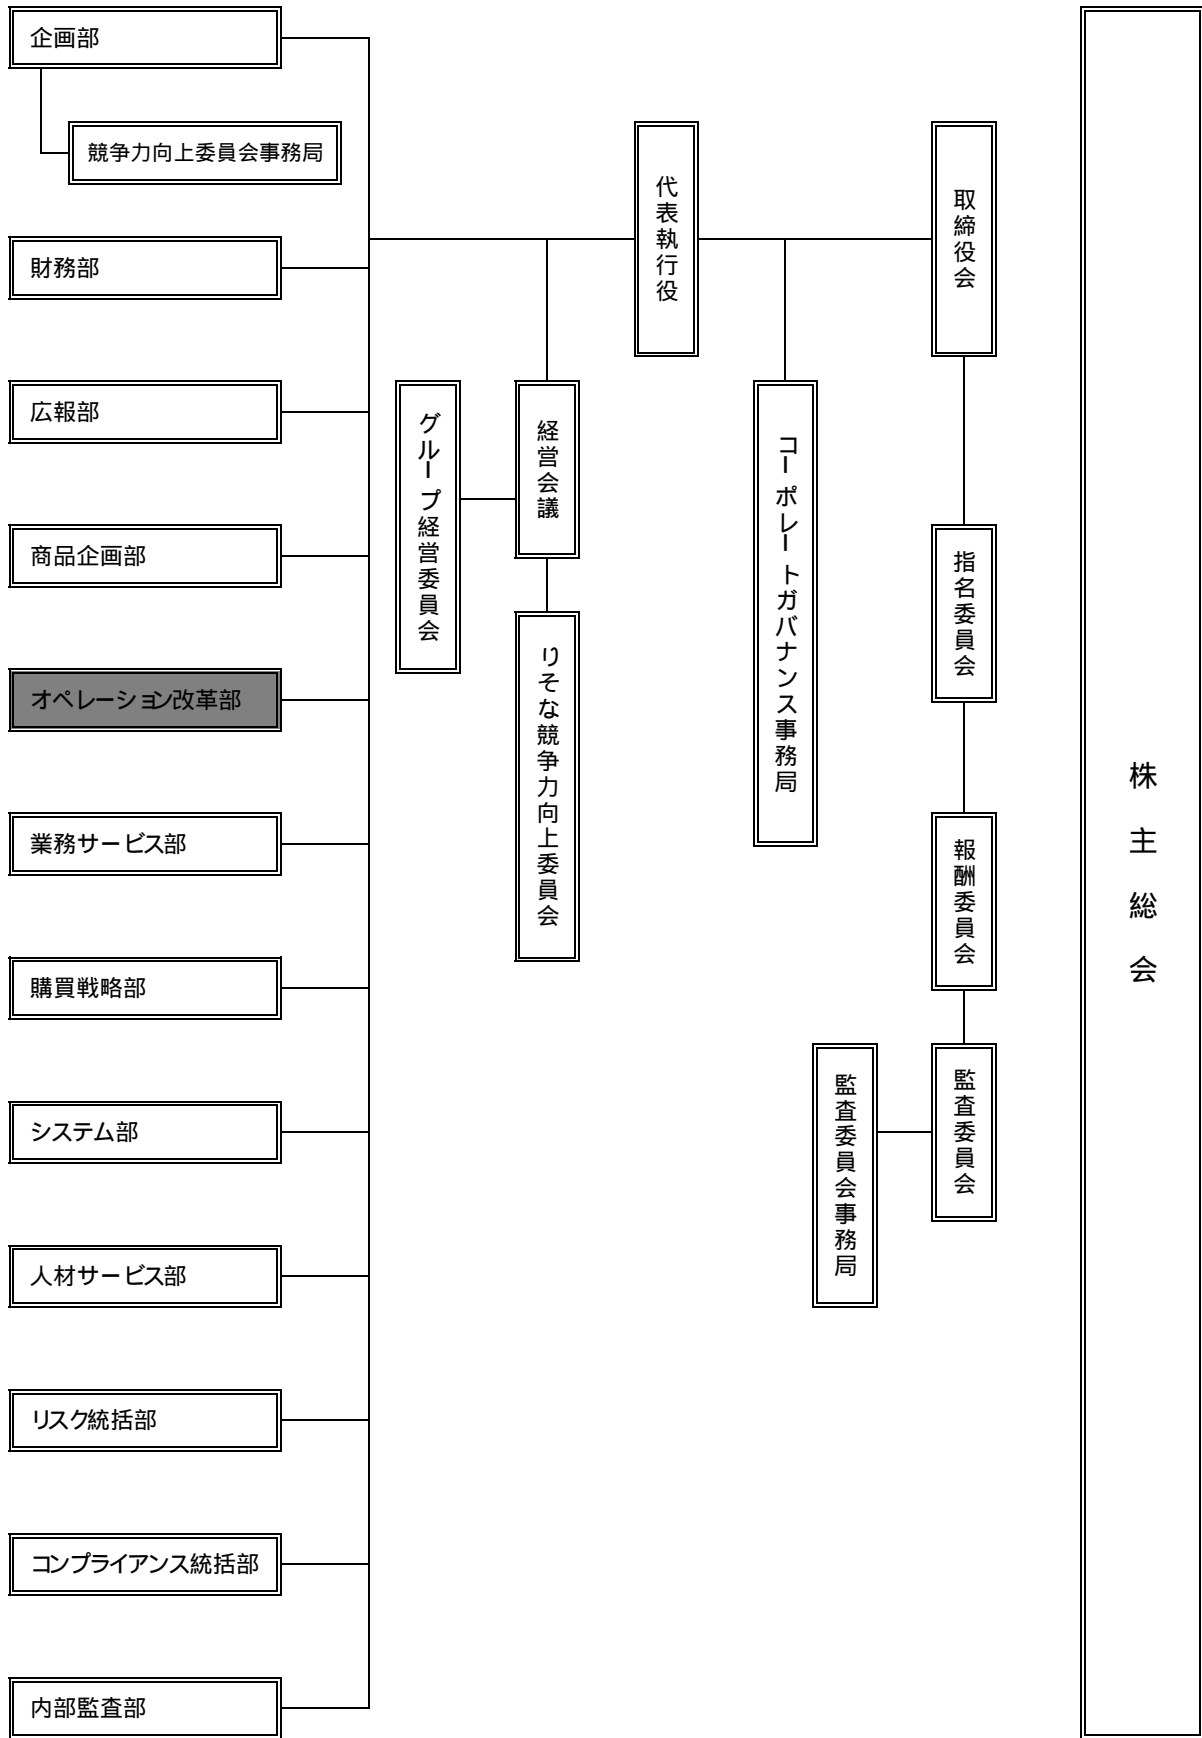 企画部
競争力向上委員会事務局
財務部
広報部
商品企画部
オペレーション改革部
業務サービス部
購買戦略部
システム部
人材サービス部
リスク統括部
コンプライアンス統括部
内部監査部
グループ経営委員会
経営会議
りそな競争力向上委員会
代表執行役
コーポレートガバナンス事務局
監査委員会事務局
取締役会
指名委員会
報酬委員会
監査委員会
株主総会